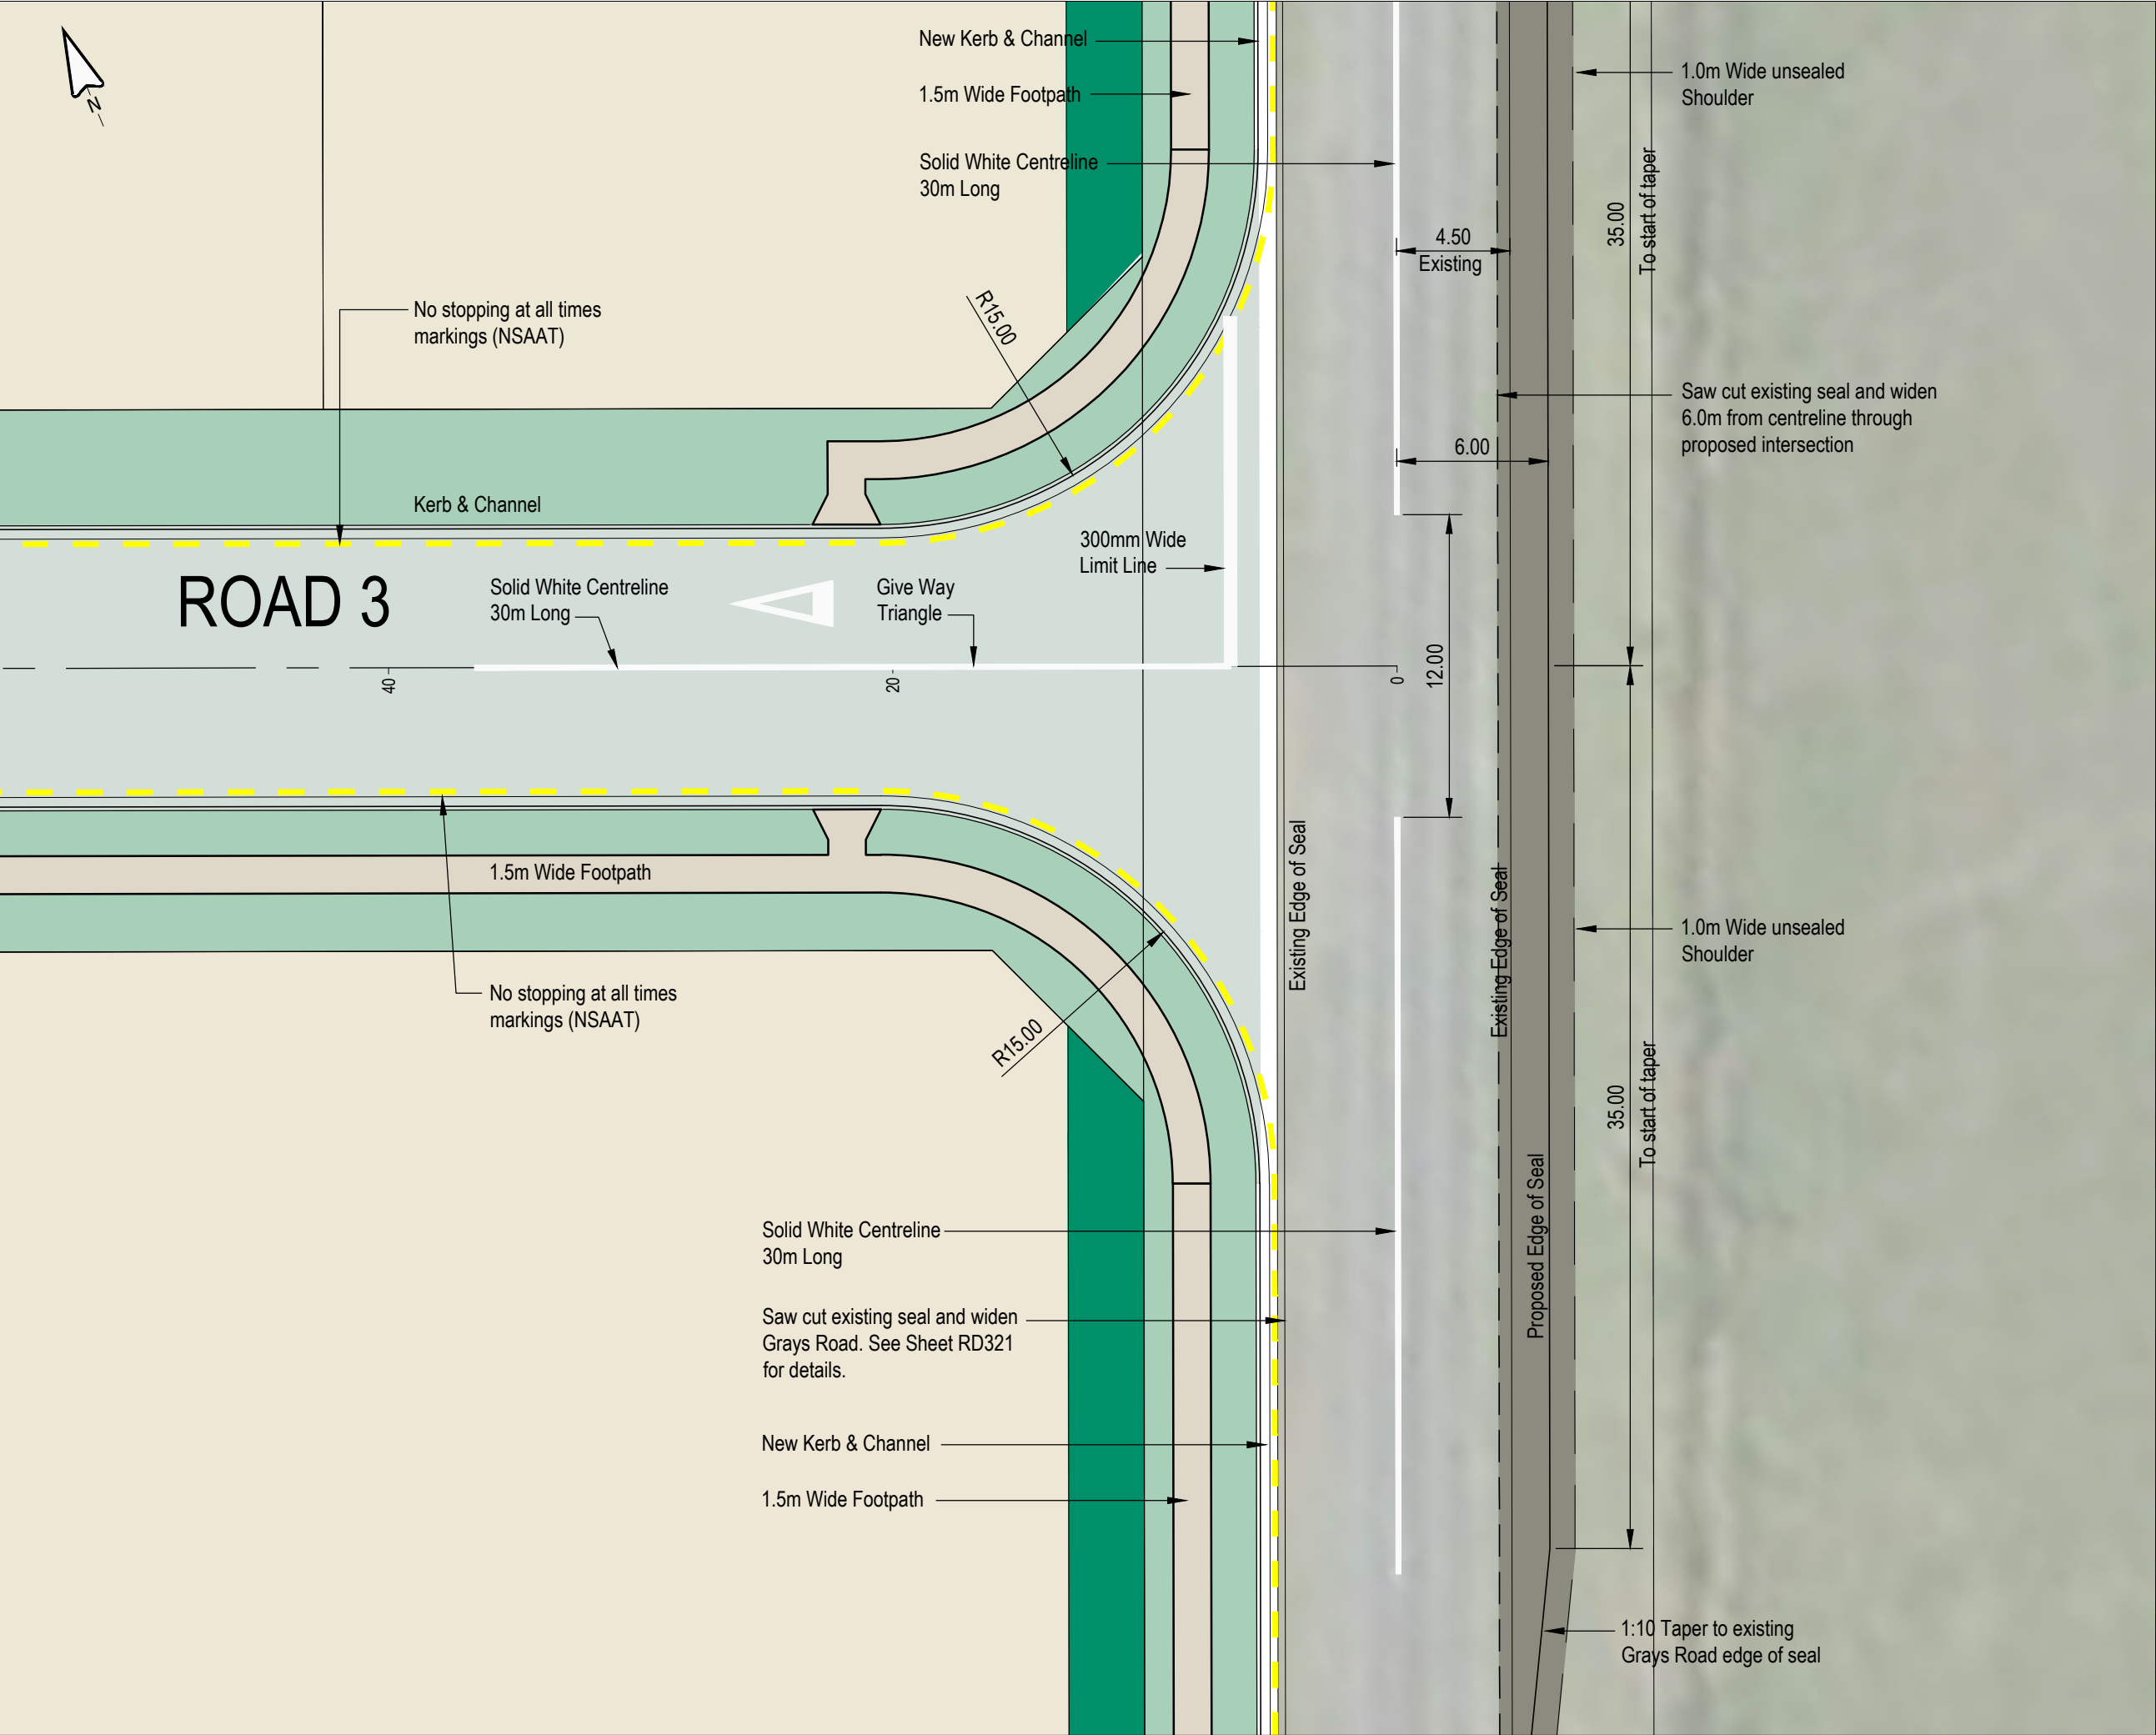 N
New Kerb & Channel
1.5m Wide Footpath
Solid White Centreline
30m Long
1.0m Wide unsealed
Shoulder
35.00
To start of taper
4.50
Existing
No stopping at all times
markings (NSAAT)
R15.00
Saw cut existing seal and widen
6.0m from centreline through
proposed intersection
6.00
Kerb & Channel
300mm Wide
Limit Line
ROAD 3
Solid White Centreline
30m Long
Give Way
Triangle
12.00
40
20
0
1.5m Wide Footpath
Existing Edge of Seal
Existing Edge of Seal
1.0m Wide unsealed
Shoulder
No stopping at all times
markings (NSAAT)
R15.00
35.00
To start of taper
Proposed Edge of Seal
Solid White Centreline
30m Long
Saw cut existing seal and widen
Grays Road. See Sheet RD321
for details.
New Kerb & Channel
1.5m Wide Footpath
1:10 Taper to existing
Grays Road edge of seal